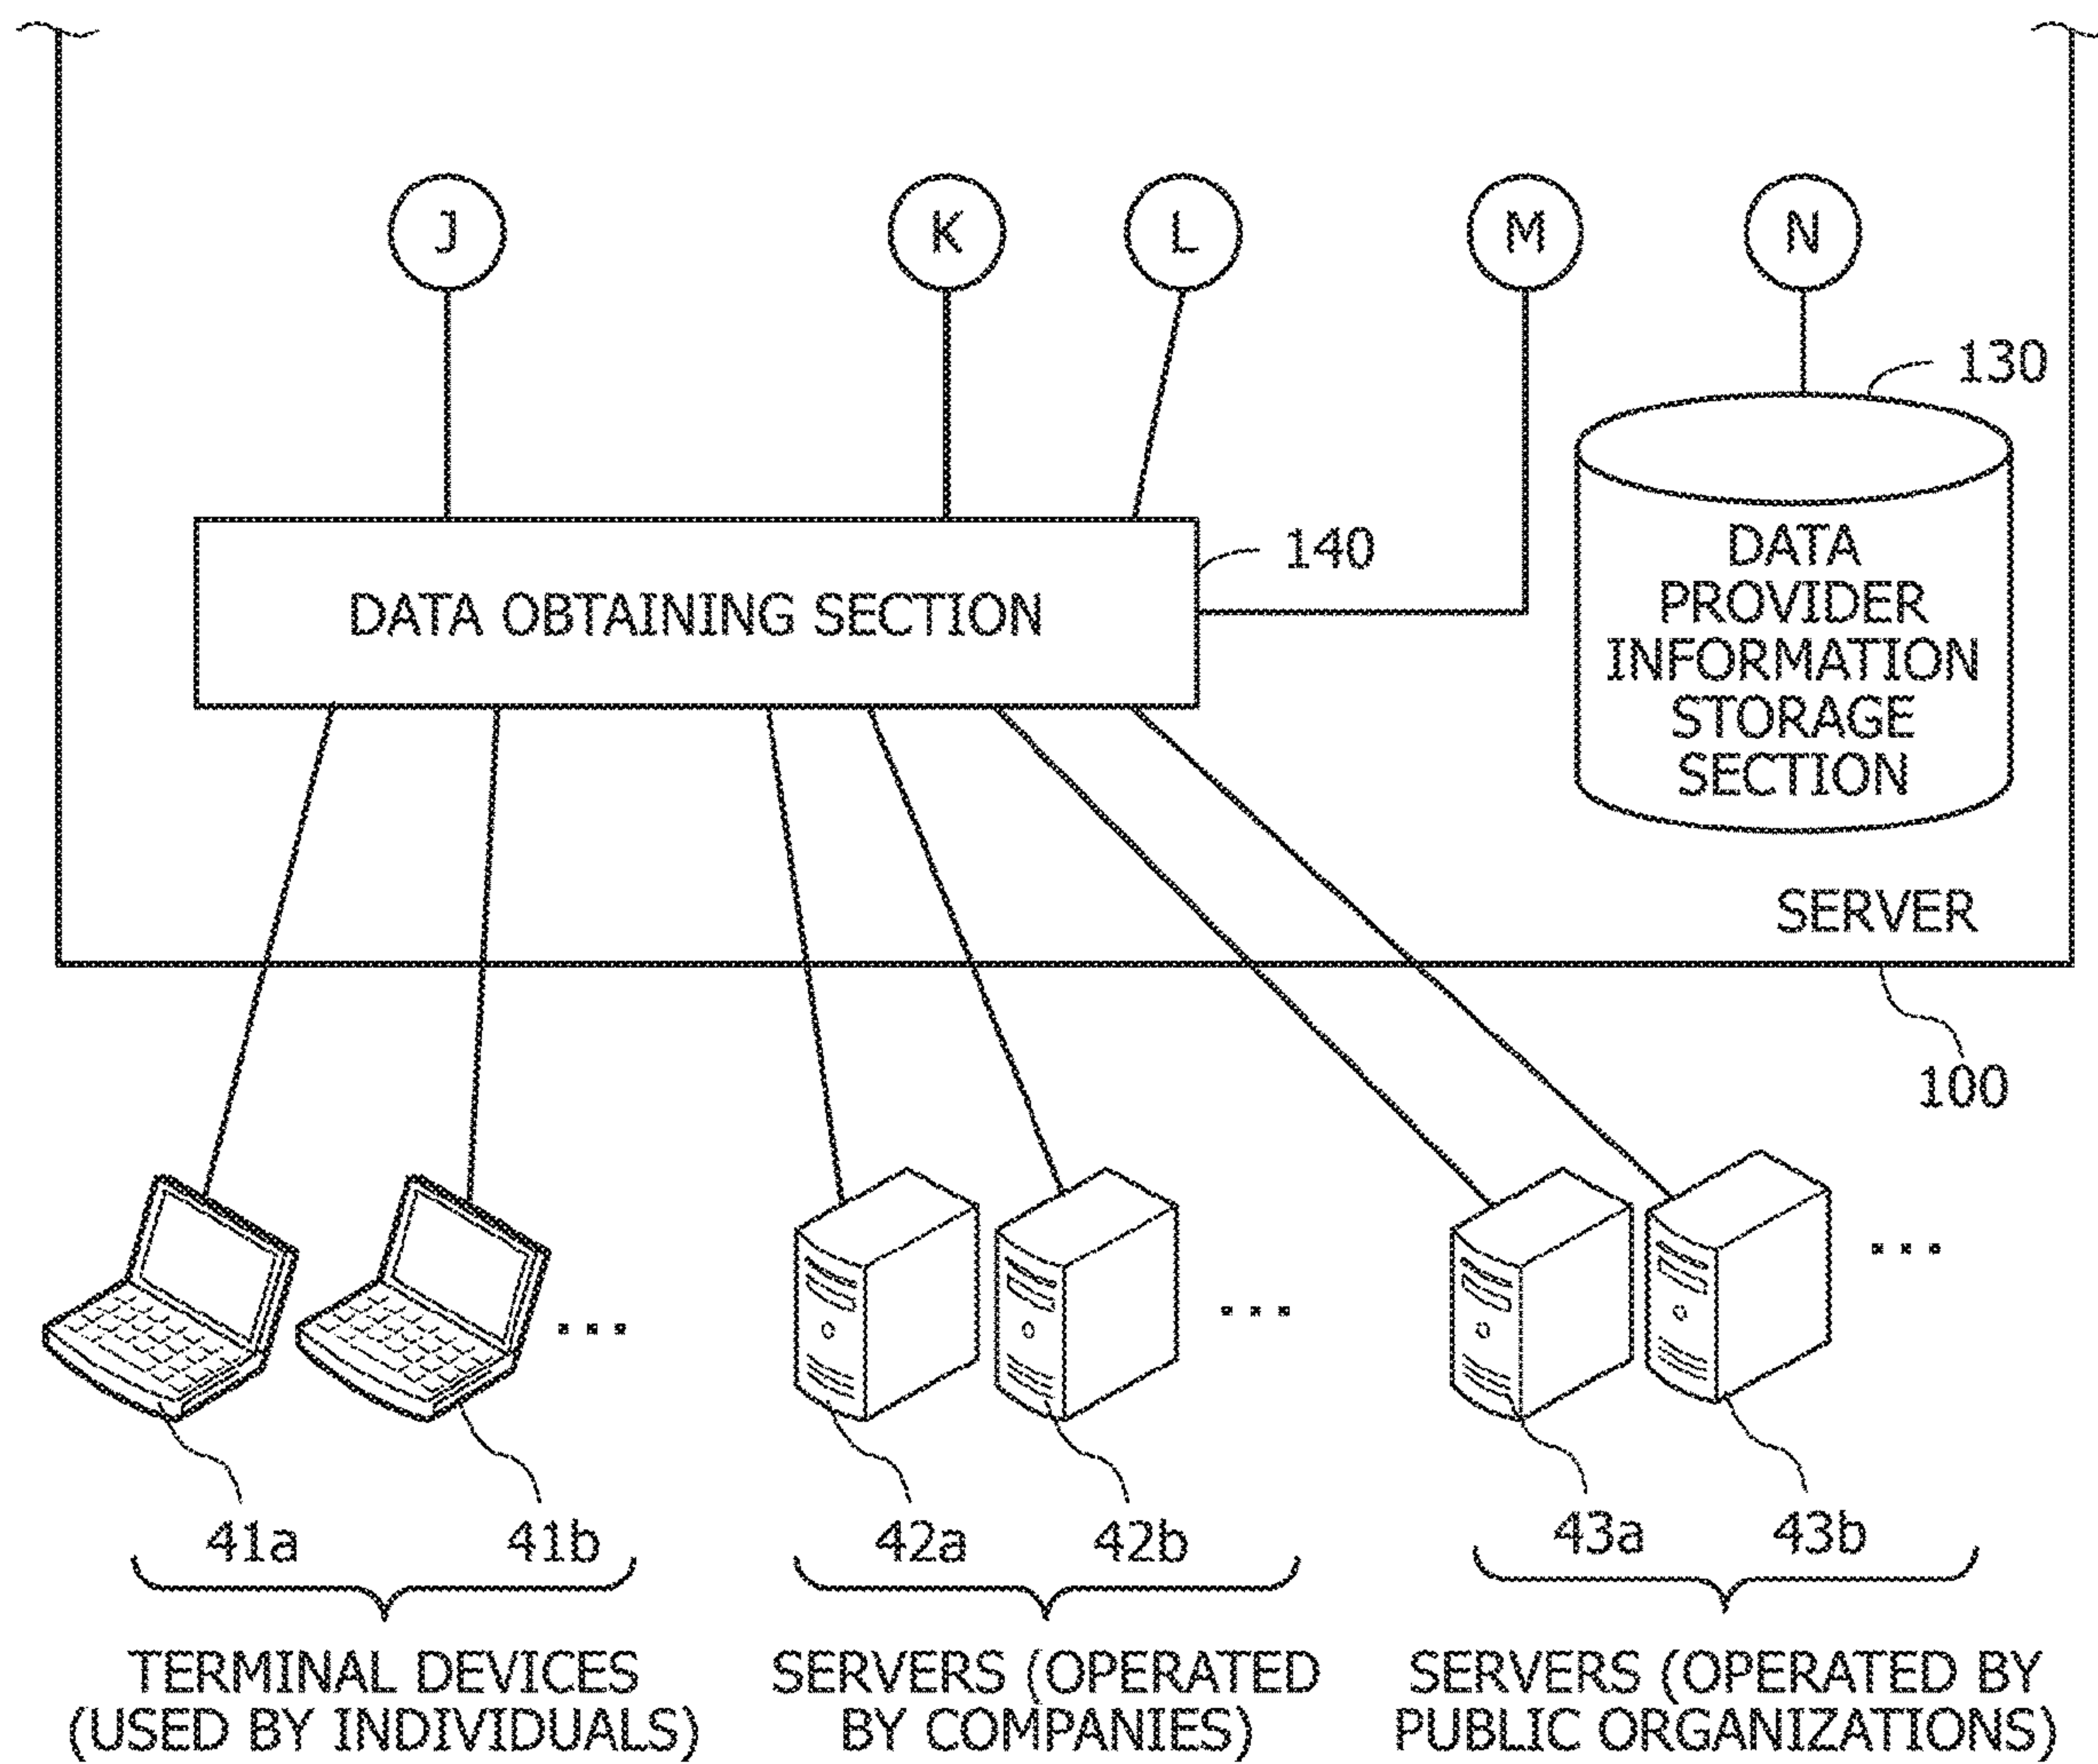 J
K
L
M
N
130
140
DATA OBTAINING SECTION
DATA
PROVIDER
INFORMATION
STORAGE
SECTION
SERVER
100
41a
41b
42a
42b
43a
43b
...
...
...
TERMINAL DEVICES
(USED BY INDIVIDUALS)
SERVERS (OPERATED
BY COMPANIES)
SERVERS (OPERATED BY
PUBLIC ORGANIZATIONS)